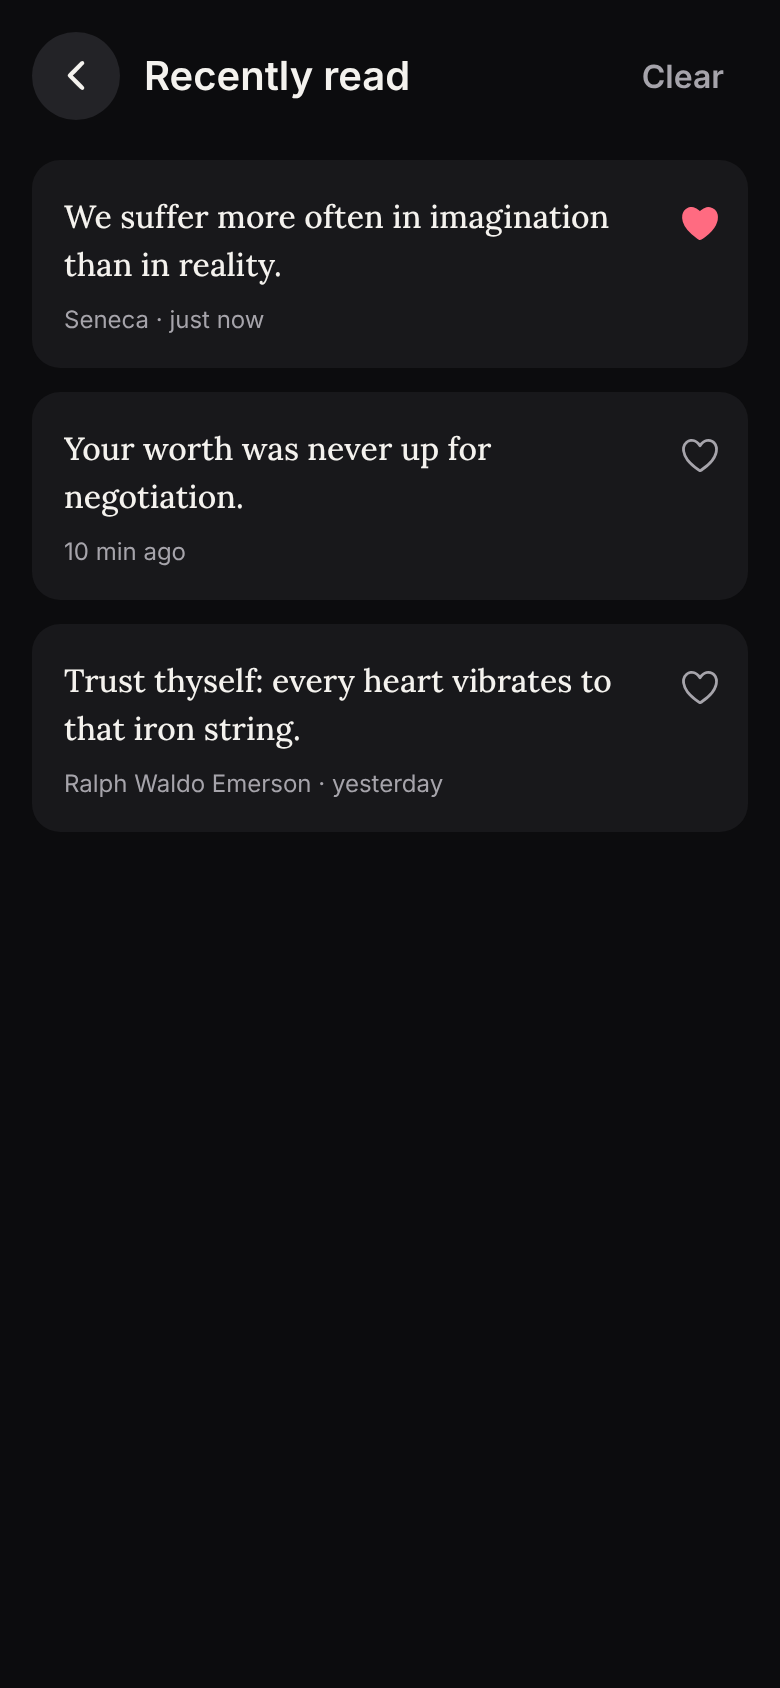 Recently read
Clear
We suffer more often in imagination
than in reality.
Seneca · just now
Your worth was never up for
negotiation.
10 min ago
Trust thyself: every heart vibrates to
that iron string.
Ralph Waldo Emerson · yesterday